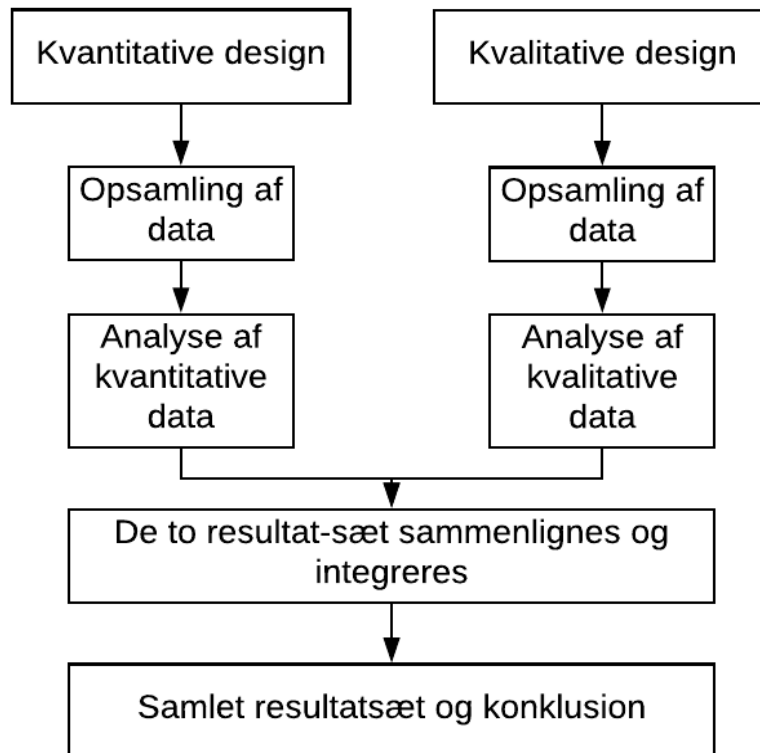 Kvantitative design
Kvalitative design
Opsamling af
data
Opsamling af
data
Analyse af
kvantitative
data
Analyse af
kvalitative
data
De to resultat-sæt sammenlignes og
integreres
Samlet resultatsæt og konklusion